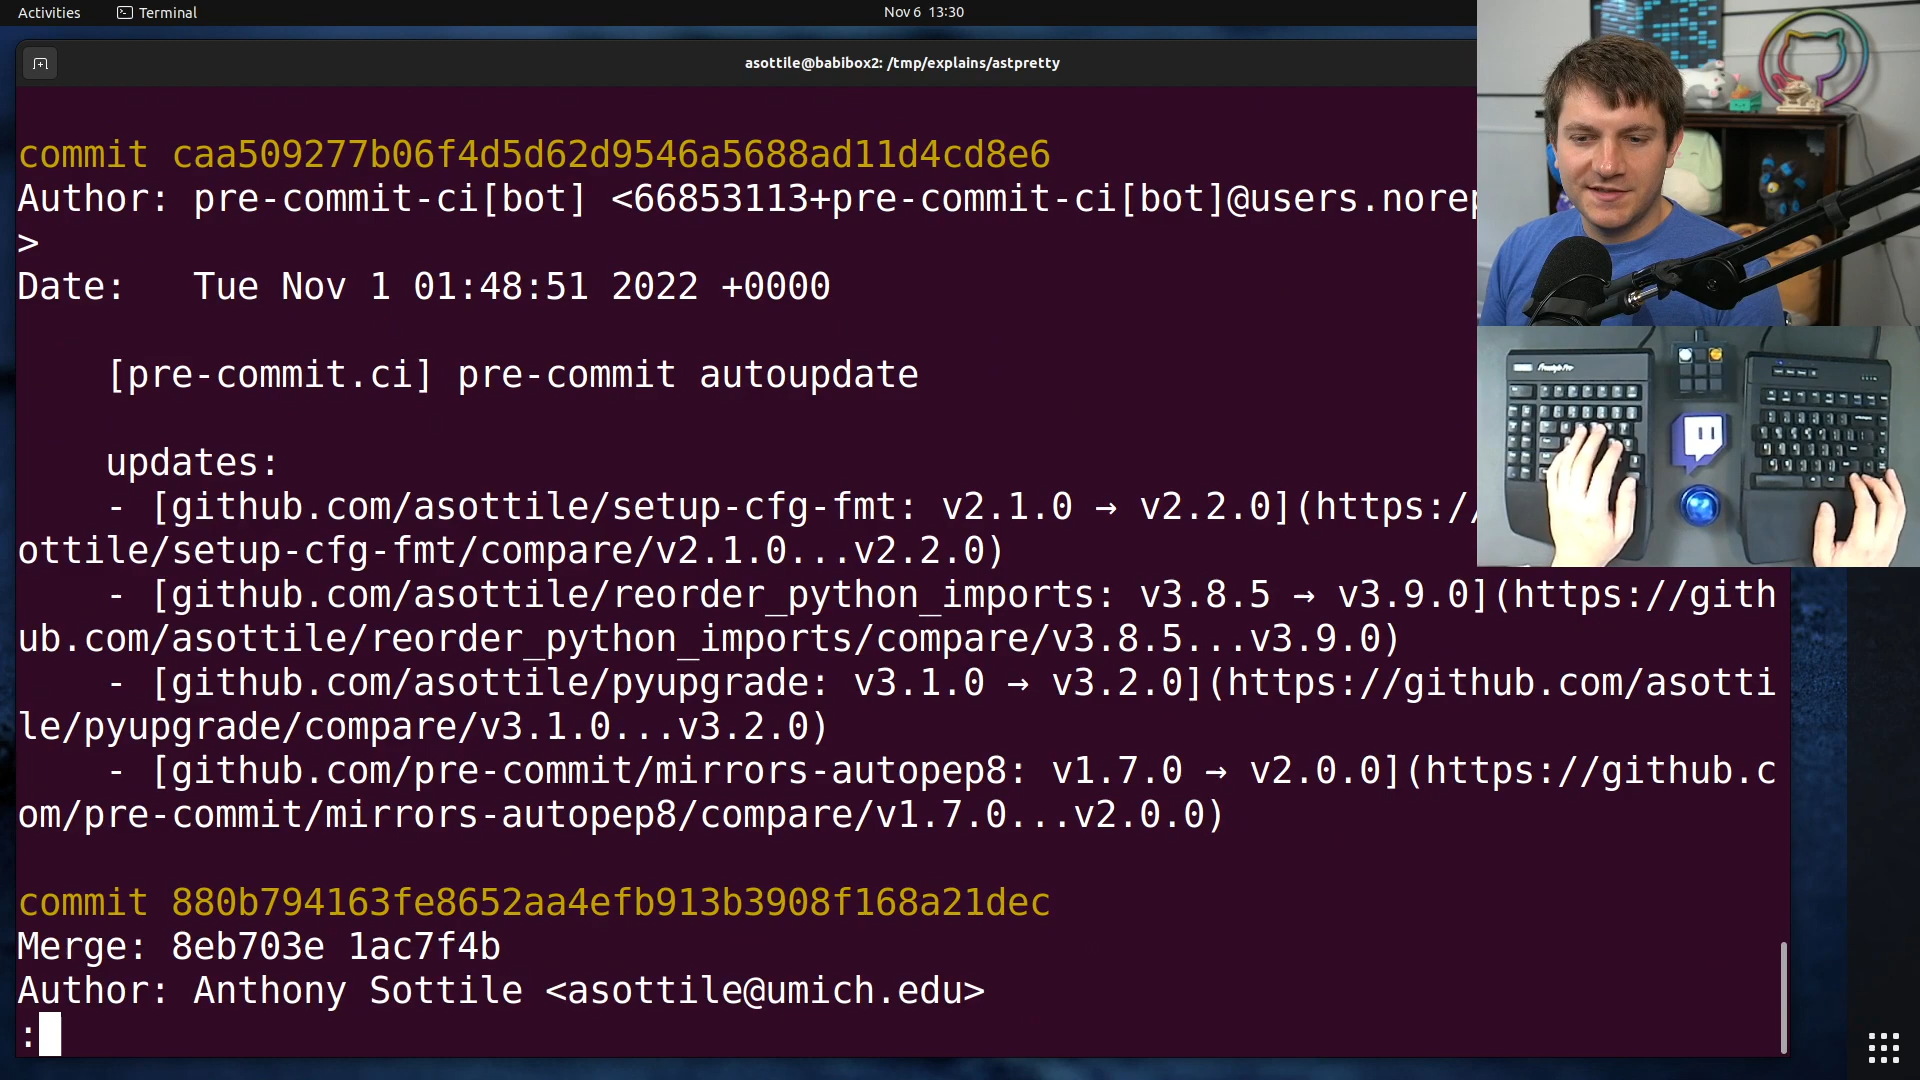 Activities
Terminal
Nov 6 13:30
asottile@babibox2: /tmp/explains/astpretty
commit caa509277b06f4d5d62d9546a5688ad11d4cd8e6
Author: pre-commit-ci[bot] <66853113+pre-commit-ci[bot]@users.norep
>
Date:   Tue Nov 1 01:48:51 2022 +0000
[pre-commit.ci] pre-commit autoupdate
updates:
- [github.com/asottile/setup-cfg-fmt: v2.1.0 → v2.2.0](https://
ottile/setup-cfg-fmt/compare/v2.1.0...v2.2.0)
- [github.com/asottile/reorder_python_imports: v3.8.5 → v3.9.0](https://gith
ub.com/asottile/reorder_python_imports/compare/v3.8.5...v3.9.0)
- [github.com/asottile/pyupgrade: v3.1.0 → v3.2.0](https://github.com/asotti
le/pyupgrade/compare/v3.1.0...v3.2.0)
- [github.com/pre-commit/mirrors-autopep8: v1.7.0 → v2.0.0](https://github.c
om/pre-commit/mirrors-autopep8/compare/v1.7.0...v2.0.0)
commit 880b794163fe8652aa4efb913b3908f168a21dec
Merge: 8eb703e 1ac7f4b
Author: Anthony Sottile <asottile@umich.edu>
:
Freestyle Pro